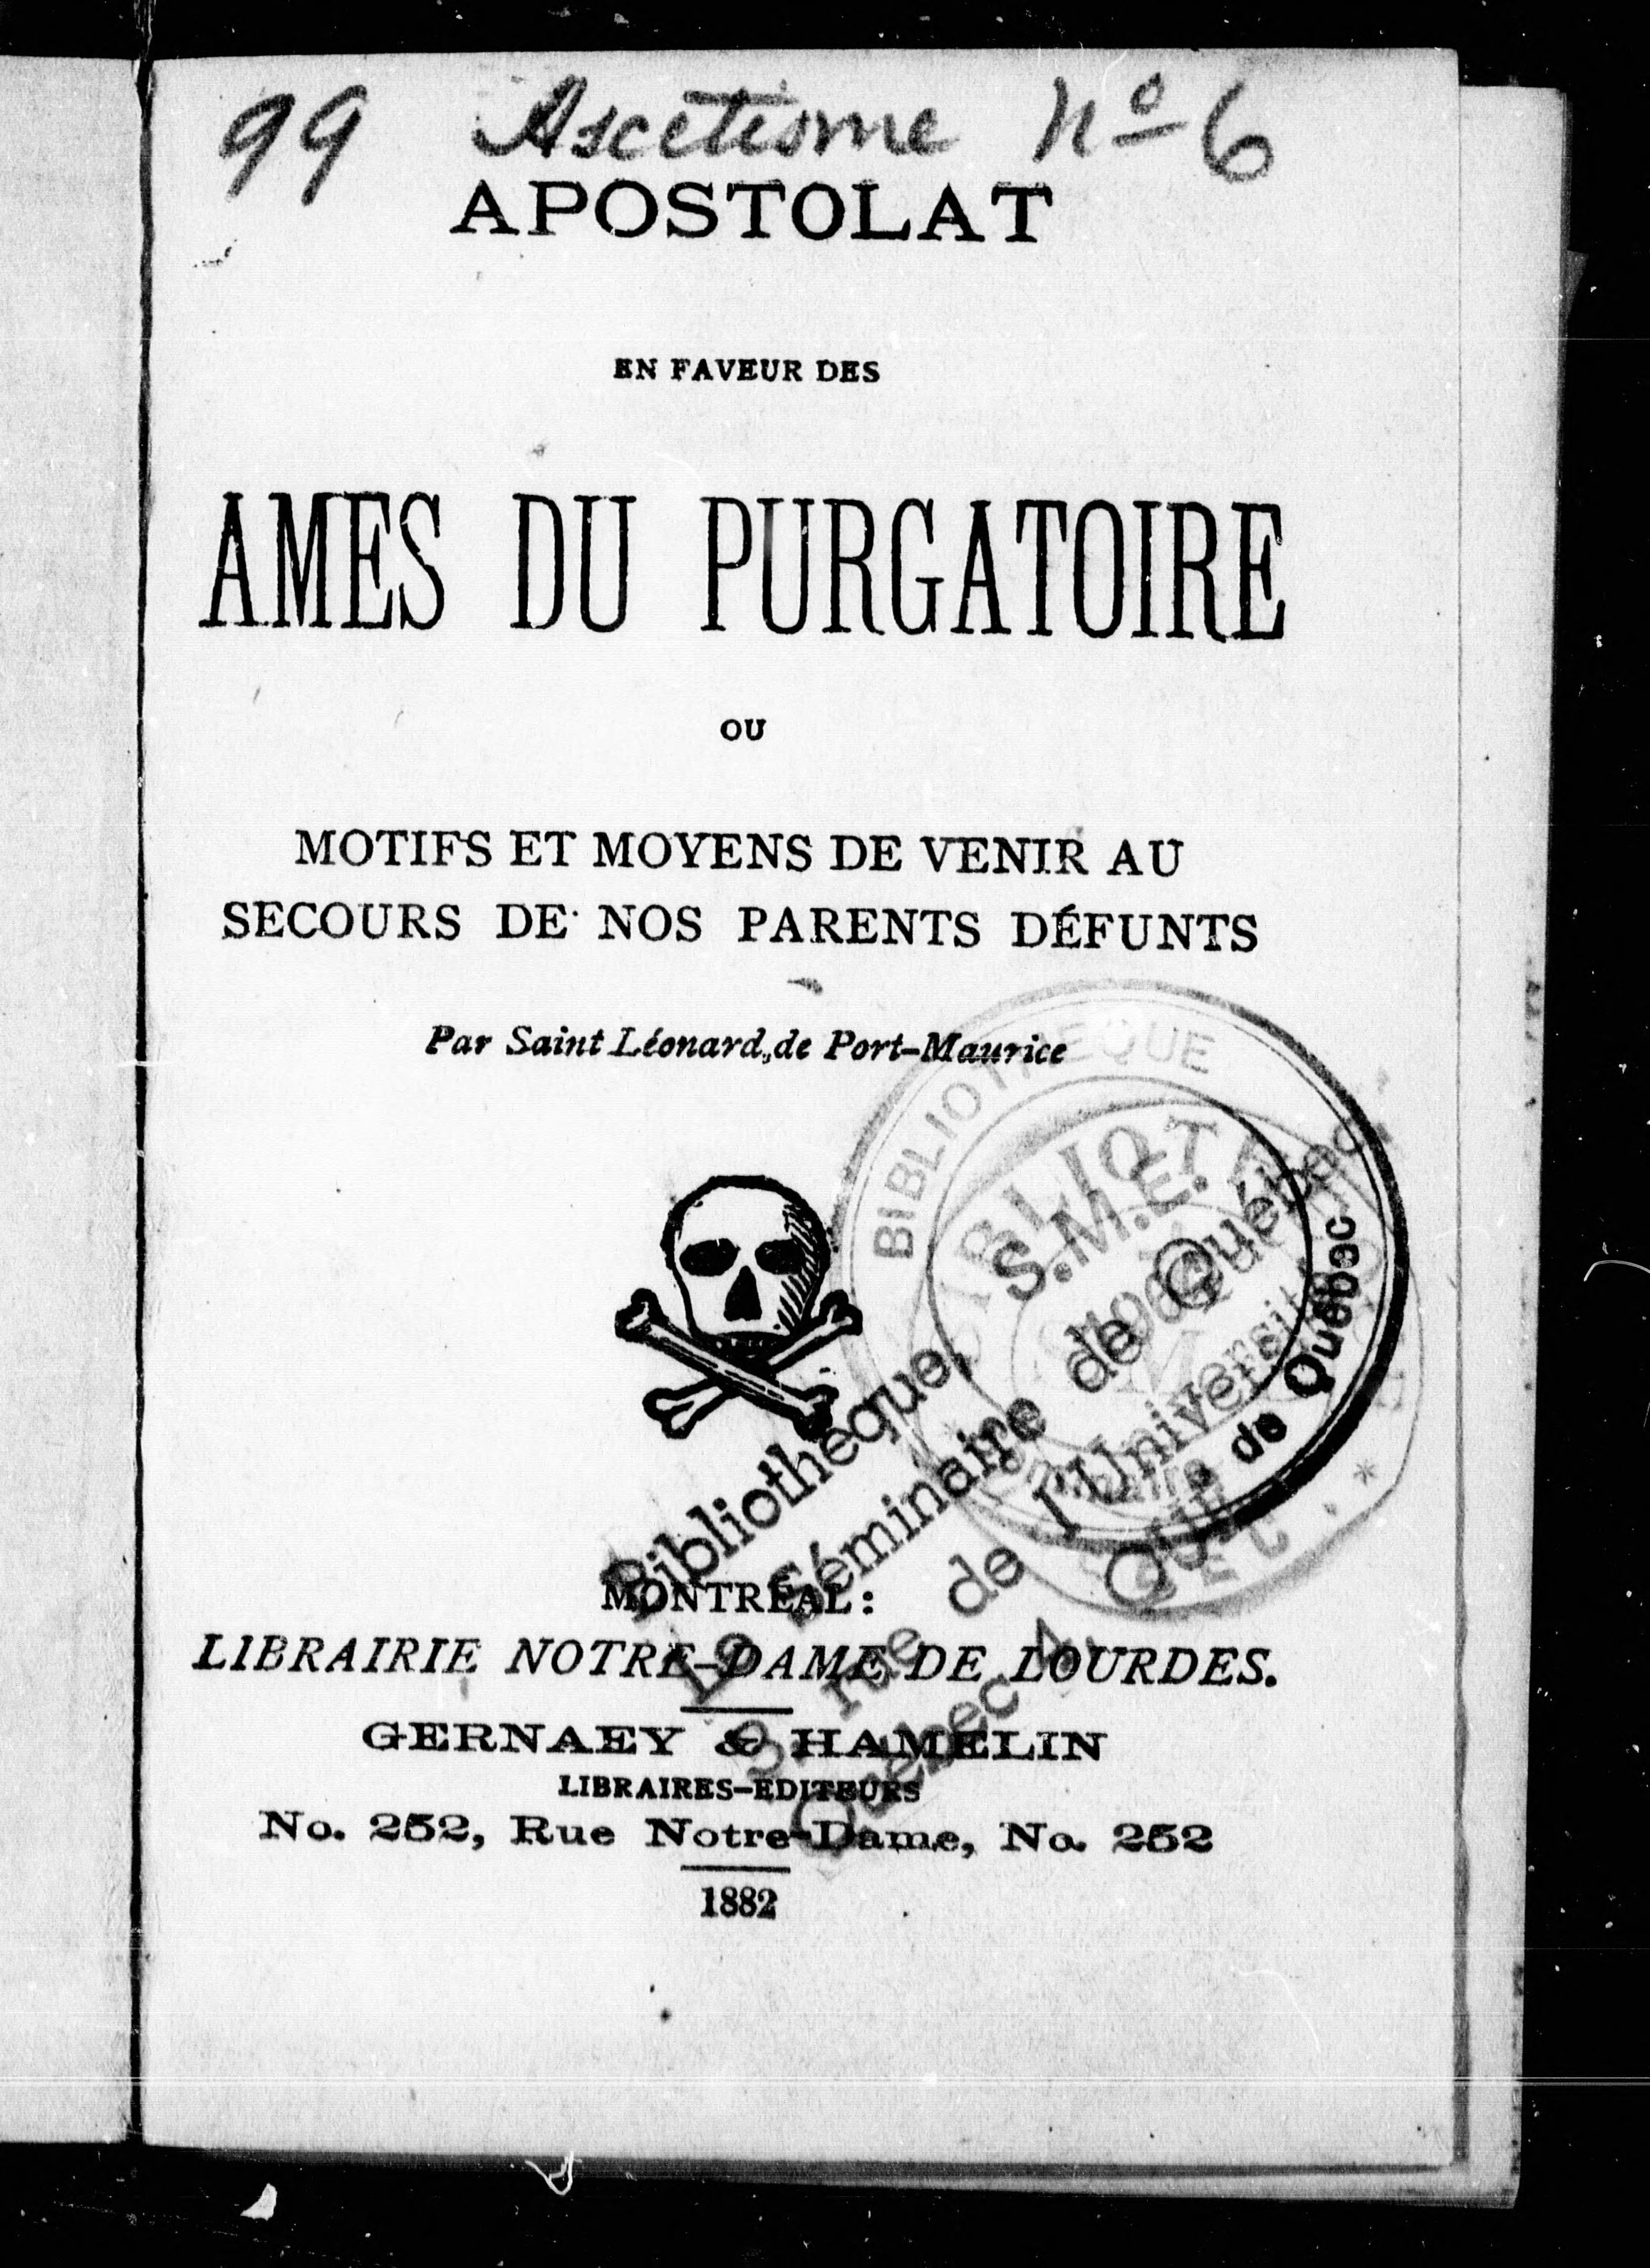 99 Ascétisme no 6
APOSTOLAT
EN FAVEUR DES
AMES DU PURGATOIRE
OU
MOTIFS ET MOYENS DE VENIR AU
SECOURS DE NOS PARENTS DÉFUNTS
Par Saint Léonard, de Port-Maurice
BIBLIOTHEQUE
S.M.E.
de Québec
Bibliothèque,
Le Séminaire de Québec,
rue de l'Université,
Québec 4,
MONTRÉAL:
LIBRAIRIE NOTRE-DAME DE LOURDES.
GERNAEY & HAMELIN
LIBRAIRES-EDITEURS
No. 252, Rue Notre-Dame, No. 252
1882